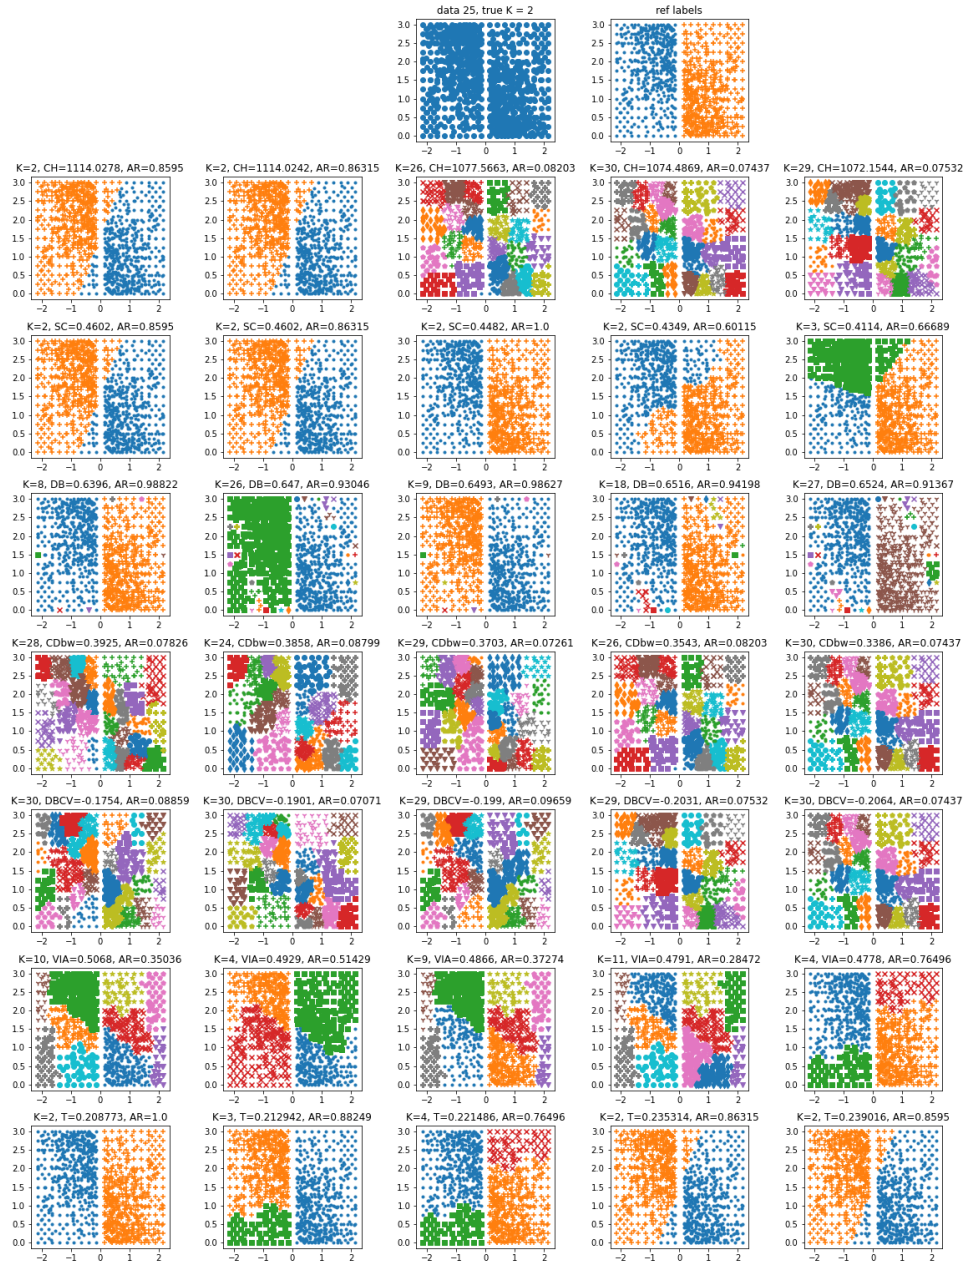 data 25, true K = 2
ref labels
K=2, CH=1114.0278, AR=0.8595
K=2, CH=1114.0242, AR=0.86315
K=26, CH=1077.5663, AR=0.08203
K=30, CH=1074.4869, AR=0.07437
K=29, CH=1072.1544, AR=0.07532
K=2, SC=0.4602, AR=0.8595
K=2, SC=0.4602, AR=0.86315
K=2, SC=0.4482, AR=1.0
K=2, SC=0.4349, AR=0.60115
K=3, SC=0.4114, AR=0.66689
K=8, DB=0.6396, AR=0.98822
K=26, DB=0.647, AR=0.93046
K=9, DB=0.6493, AR=0.98627
K=18, DB=0.6516, AR=0.94198
K=27, DB=0.6524, AR=0.91367
K=28, CDbw=0.3925, AR=0.07826
K=24, CDbw=0.3858, AR=0.08799
K=29, CDbw=0.3703, AR=0.07261
K=26, CDbw=0.3543, AR=0.08203
K=30, CDbw=0.3386, AR=0.07437
K=30, DBCV=-0.1754, AR=0.08859
K=30, DBCV=-0.1901, AR=0.07071
K=29, DBCV=-0.199, AR=0.09659
K=29, DBCV=-0.2031, AR=0.07532
K=30, DBCV=-0.2064, AR=0.07437
K=10, VIA=0.5068, AR=0.35036
K=4, VIA=0.4929, AR=0.51429
K=9, VIA=0.4866, AR=0.37274
K=11, VIA=0.4791, AR=0.28472
K=4, VIA=0.4778, AR=0.76496
K=2, T=0.208773, AR=1.0
K=3, T=0.212942, AR=0.88249
K=4, T=0.221486, AR=0.76496
K=2, T=0.235314, AR=0.86315
K=2, T=0.239016, AR=0.8595